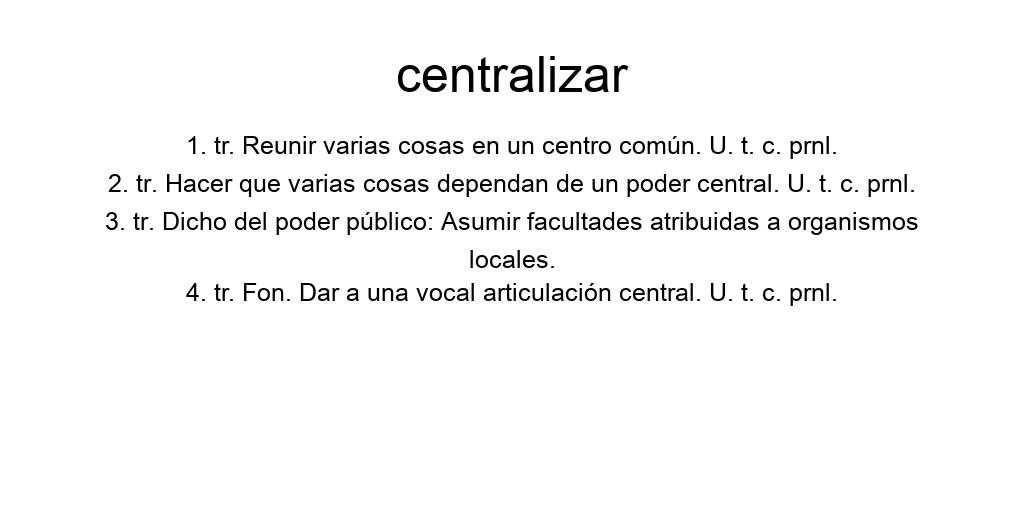 centralizar
1. tr. Reunir varias cosas en un centro común. U. t. c. prnl.
2. tr. Hacer que varias cosas dependan de un poder central. U. t. c. prnl.
3. tr. Dicho del poder público: Asumir facultades atribuidas a organismos
locales.
4. tr. Fon. Dar a una vocal articulación central. U. t. c. prnl.